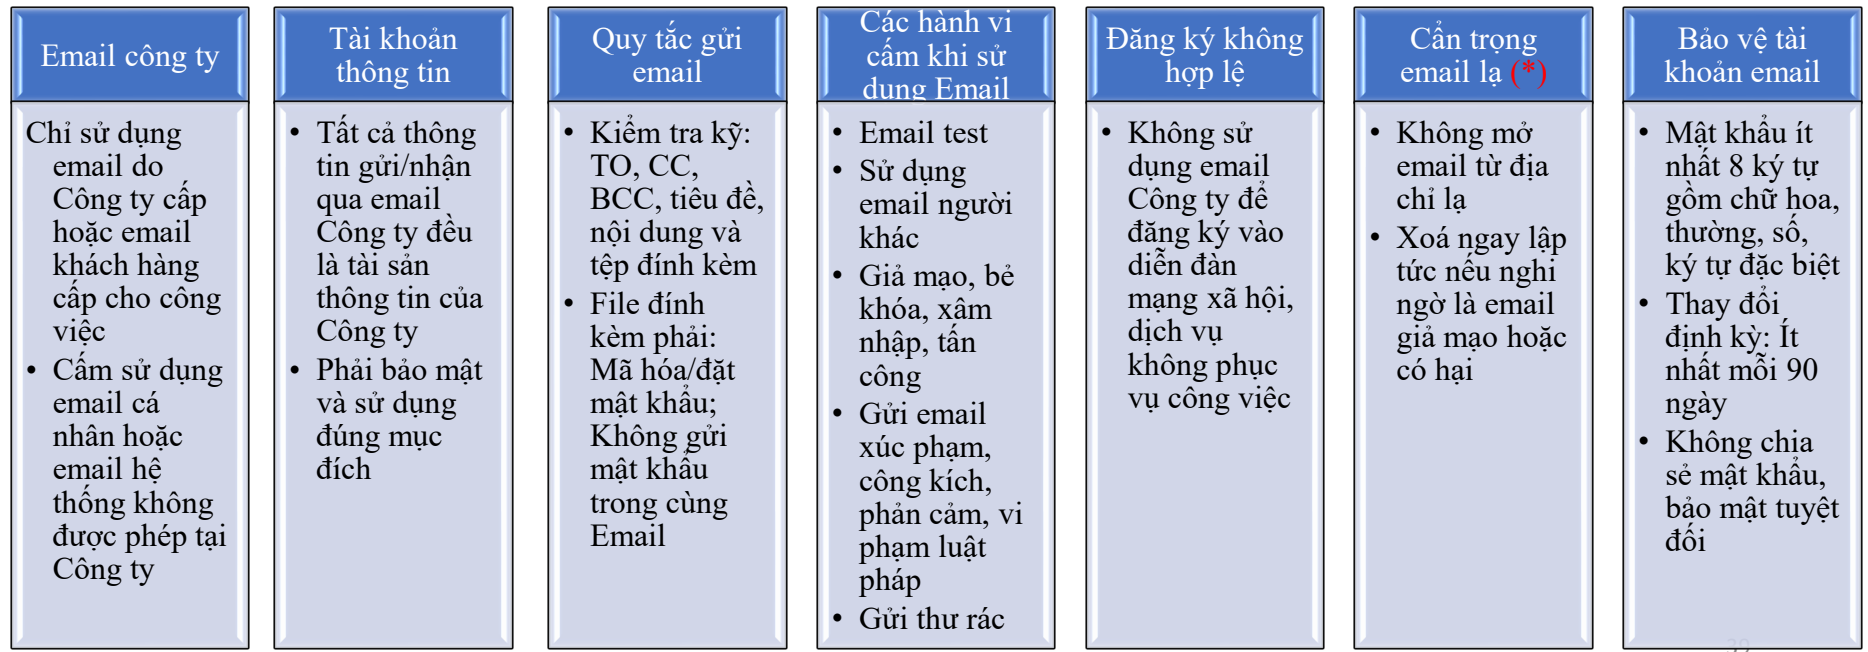 Email công ty
Chỉ sử dụng
email do
Công ty cấp
hoặc email
khách hàng
cấp cho công
việc
• Cấm sử dụng
email cá
nhân hoặc
email hệ
thống không
được phép tại
Công ty
Tài khoản
thông tin
• Tất cả thông
tin gửi/nhận
qua email
Công ty đều
là tài sản
thông tin của
Công ty
• Phải bảo mật
và sử dụng
đúng mục
đích
Quy tắc gửi
email
• Kiểm tra kỹ:
TO, CC,
BCC, tiêu đề,
nội dung và
tệp đính kèm
• File đính
kèm phải:
Mã hóa/đặt
mật khẩu;
Không gửi
mật khẩu
trong cùng
Email
Các hành vi
cấm khi sử
dụng Email
• Email test
• Sử dụng
email người
khác
• Giả mạo, bẻ
khóa, xâm
nhập, tấn
công
• Gửi email
xúc phạm,
công kích,
phản cảm, vi
phạm luật
pháp
• Gửi thư rác
Đăng ký không
hợp lệ
• Không sử
dụng email
Công ty để
đăng ký vào
diễn đàn
mạng xã hội,
dịch vụ
không phục
vụ công việc
Cẩn trọng
email lạ (*)
• Không mở
email từ địa
chỉ lạ
• Xoá ngay lập
tức nếu nghi
ngờ là email
giả mạo hoặc
có hại
Bảo vệ tài
khoản email
• Mật khẩu ít
nhất 8 ký tự
gồm chữ hoa,
thường, số,
ký tự đặc biệt
• Thay đổi
định kỳ: Ít
nhất mỗi 90
ngày
• Không chia
sẻ mật khẩu,
bảo mật tuyệt
đối